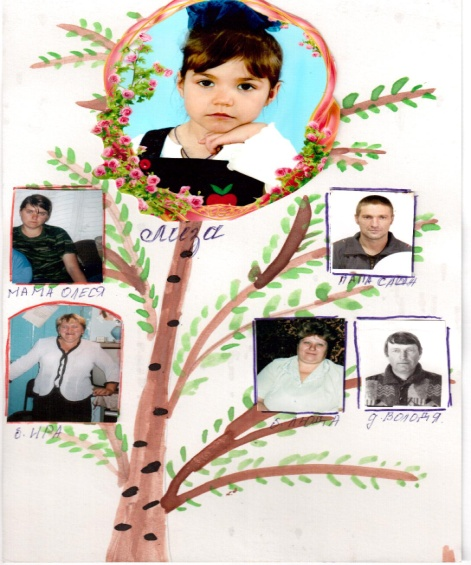 Лиза
ПАПА САША
МАМА ОЛЕСЯ
Б. ИРА
Б.
Д. ВОЛОДЯ.